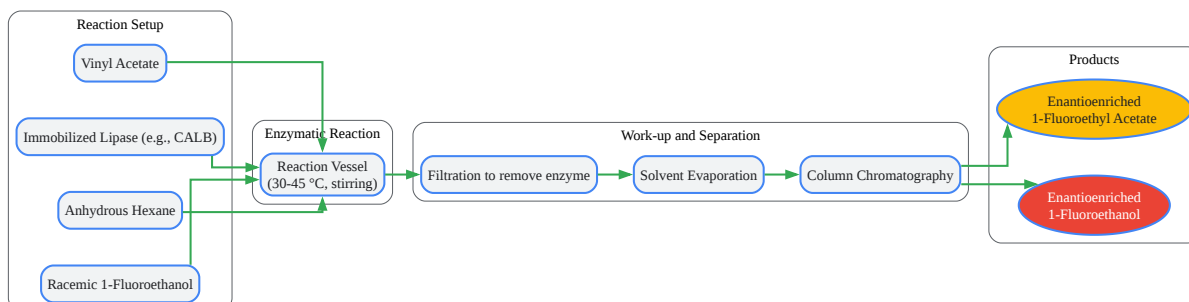 Reaction Setup
Vinyl Acetate
Immobilized Lipase (e.g., CALB)
Anhydrous Hexane
Racemic 1-Fluoroethanol
Enzymatic Reaction
Reaction Vessel
(30-45 °C, stirring)
Work-up and Separation
Filtration to remove enzyme
Solvent Evaporation
Column Chromatography
Products
Enantioenriched
1-Fluoroethyl Acetate
Enantioenriched
1-Fluoroethanol